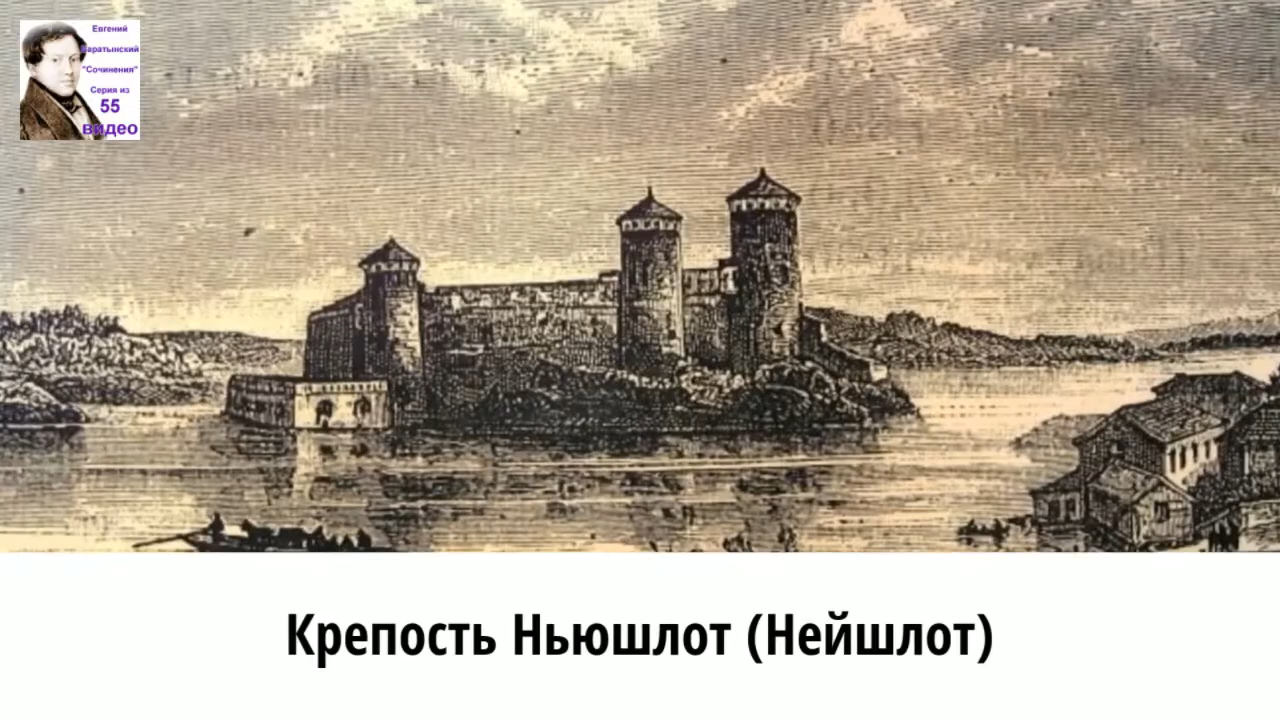 Евгений
Баратынский
"Сочинения"
Серия из
55
видео
Крепость Ньюшлот (Нейшлот)